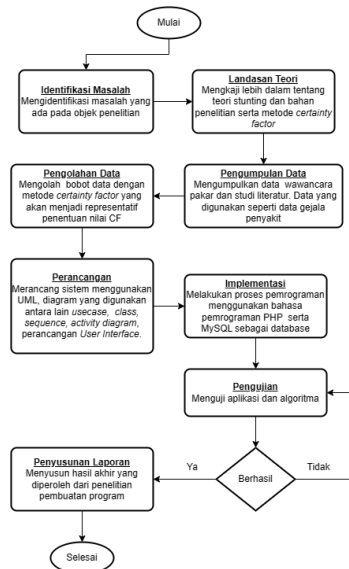 Mulai
Identifikasi Masalah
Mengidentifikasi masalah yang
ada pada objek penelitian
Landasan Teori
Mengkaji lebih dalam tentang
teori stunting dan bahan
penelitian serta metode certainty
factor
Pengumpulan Data
Mengumpulkan data wawancara
pakar dan studi literatur. Data yang
digunakan seperti data gejala
penyakit
Pengolahan Data
Mengolah bobot data dengan
metode certainty factor yang
akan menjadi representatif
penentuan nilai CF
Perancangan
Merancang sistem menggunakan
UML, diagram yang digunakan
antara lain usecase, class,
sequence, activity diagram,
perancangan User Interface.
Implementasi
Melakukan proses pemrograman
menggunakan bahasa
pemrograman PHP serta
MySQL sebagai database
Pengujian
Menguji aplikasi dan algoritma
Berhasil
Ya
Tidak
Penyusunan Laporan
Menyusun hasil akhir yang
diperoleh dari penelitian
pembuatan program
Selesai